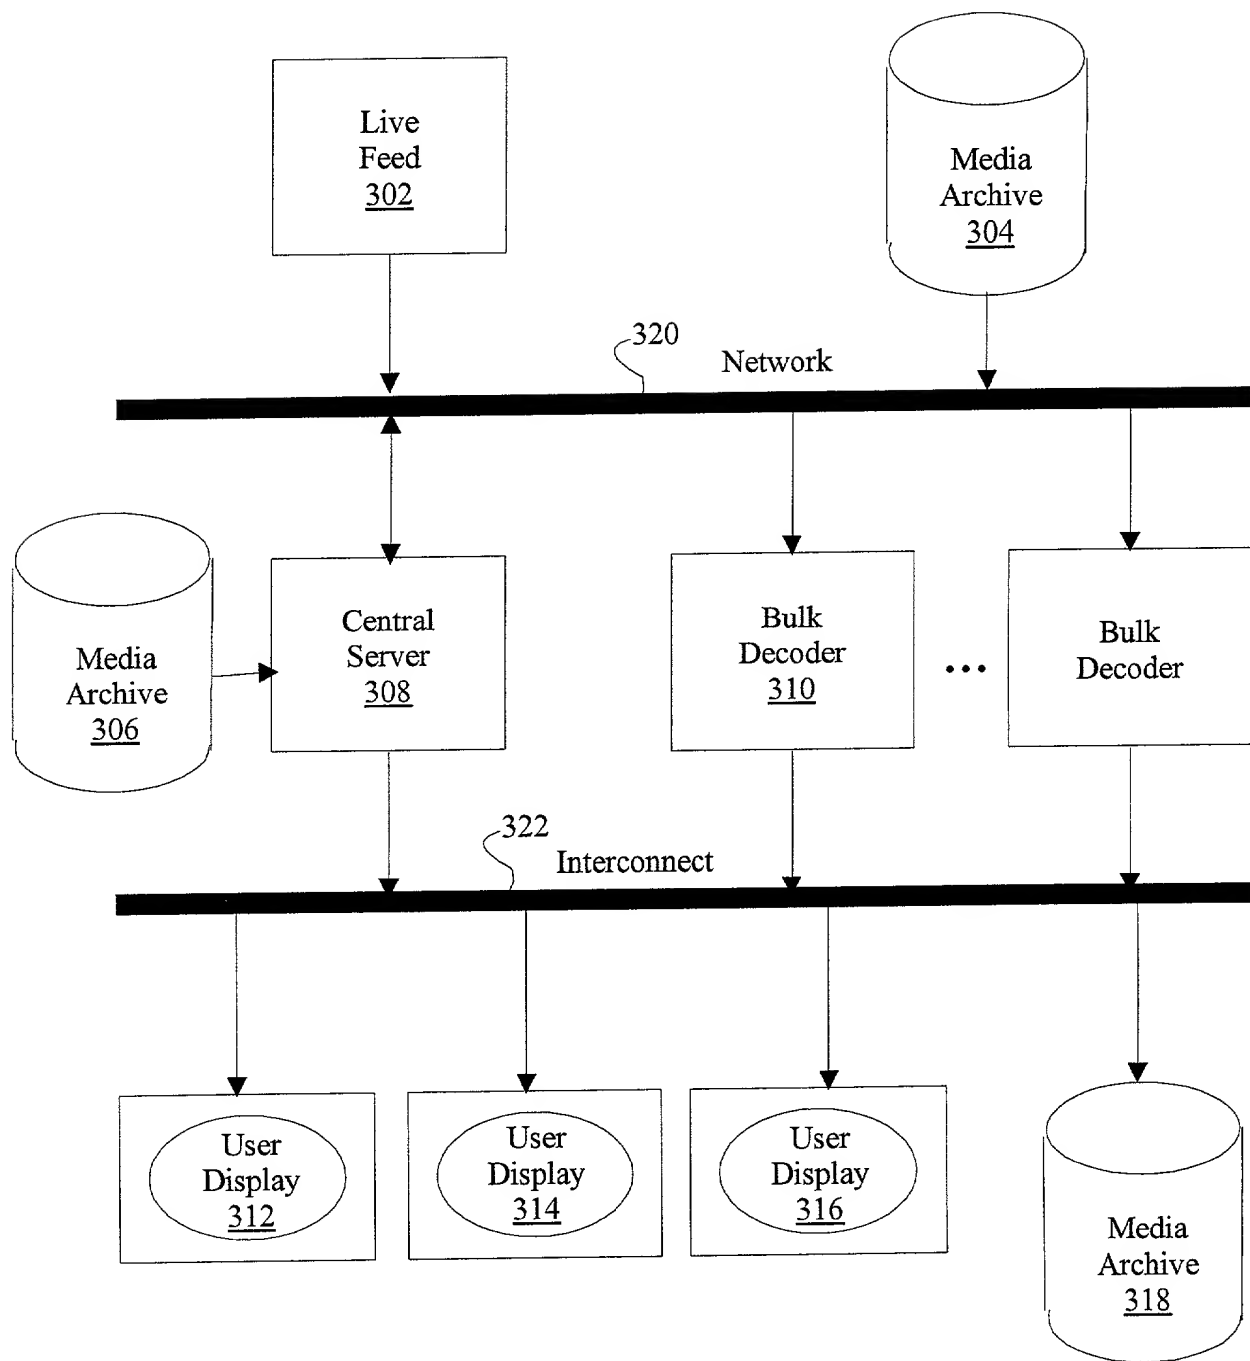 Live
Feed
302
Media
Archive
304
320
Network
Media
Archive
306
Central
Server
308
Bulk
Decoder
310
...
Bulk
Decoder
322
Interconnect
User
Display
312
User
Display
314
User
Display
316
Media
Archive
318